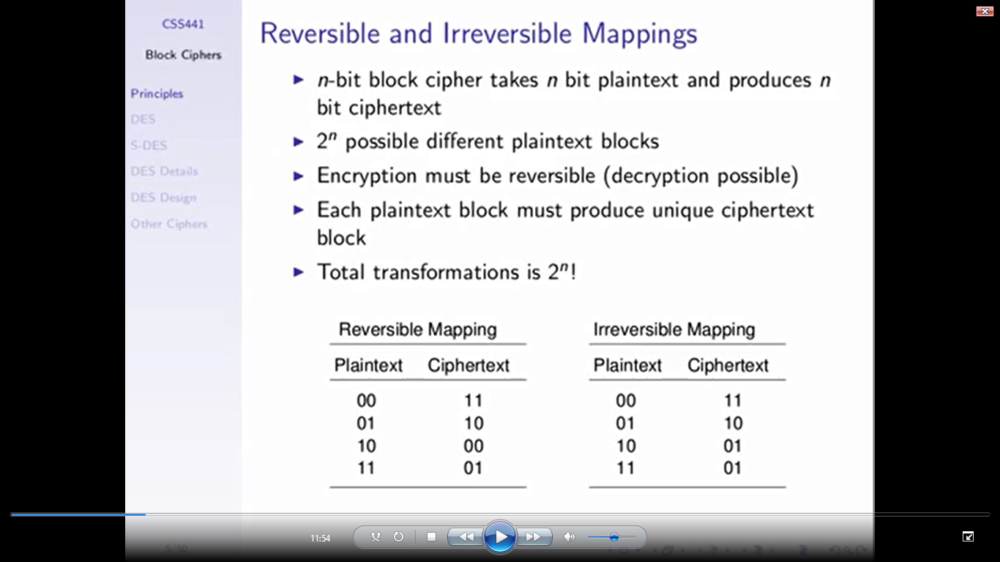 CSS441
Block Ciphers
Principles
DES
S-DES
DES Details
DES Design
Other Ciphers
Reversible and Irreversible Mappings
▶ n-bit block cipher takes n bit plaintext and produces n
bit ciphertext
▶ 2ⁿ possible different plaintext blocks
▶ Encryption must be reversible (decryption possible)
▶ Each plaintext block must produce unique ciphertext
block
▶ Total transformations is 2ⁿ!
Reversible Mapping
Plaintext Ciphertext
00 11
01 10
10 00
11 01
Irreversible Mapping
Plaintext Ciphertext
00 11
01 10
10 01
11 01
11:54
5/50